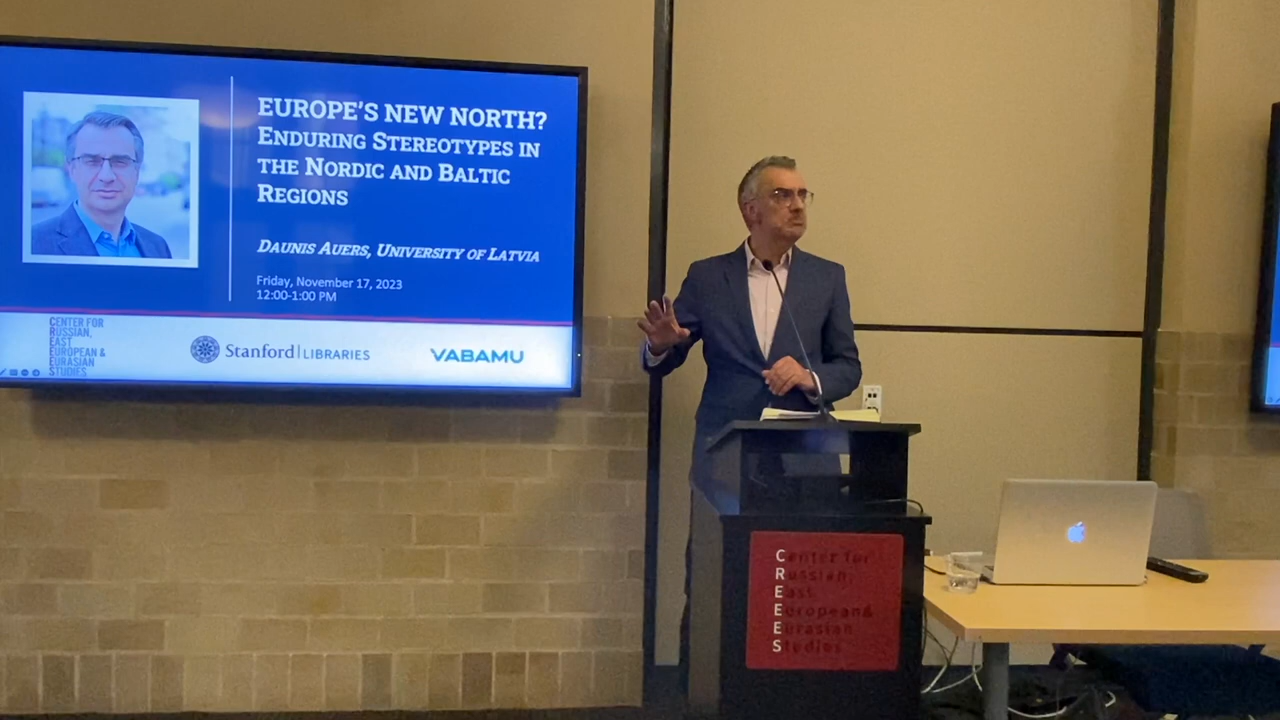 EUROPE'S NEW NORTH?
ENDURING STEREOTYPES IN
THE NORDIC AND BALTIC
REGIONS
DAUNIS AUERS, UNIVERSITY OF LATVIA
Friday, November 17, 2023
12:00-1:00 PM
CENTER FOR
RUSSIAN,
EAST
EUROPEAN &
EURASIAN
STUDIES
Stanford | LIBRARIES
VABAMU
Center for
Russian,
East
European&
Eurasian
Studies